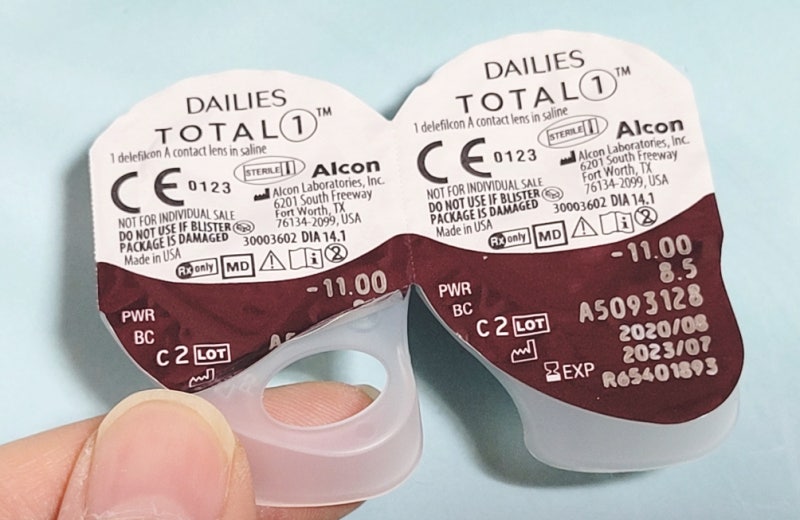 DAILIES
TOTAL 1™
1 delefilcon A contact lens in saline
STERILE
Alcon
CE 0123
Alcon Laboratories, Inc.
6201 South Freeway
Fort Worth, TX
76134-2099, USA
NOT FOR INDIVIDUAL SALE
DO NOT USE IF BLISTER
PACKAGE IS DAMAGED
30003602 DIA 14.1
Made in USA
Rx only MD
-11.00
PWR
BC
C 2 LOT
DAILIES
TOTAL 1™
1 delefilcon A contact lens in saline
STERILE
Alcon
CE 0123
Alcon Laboratories, Inc.
6201 South Freeway
Fort Worth, TX
76134-2099, USA
NOT FOR INDIVIDUAL SALE
DO NOT USE IF BLISTER
PACKAGE IS DAMAGED
30003602 DIA 14.1
Made in USA
Rx only MD
PWR -11.00
BC 8.5
C 2 LOT A5093128
2020/08
EXP 2023/07
R65401893